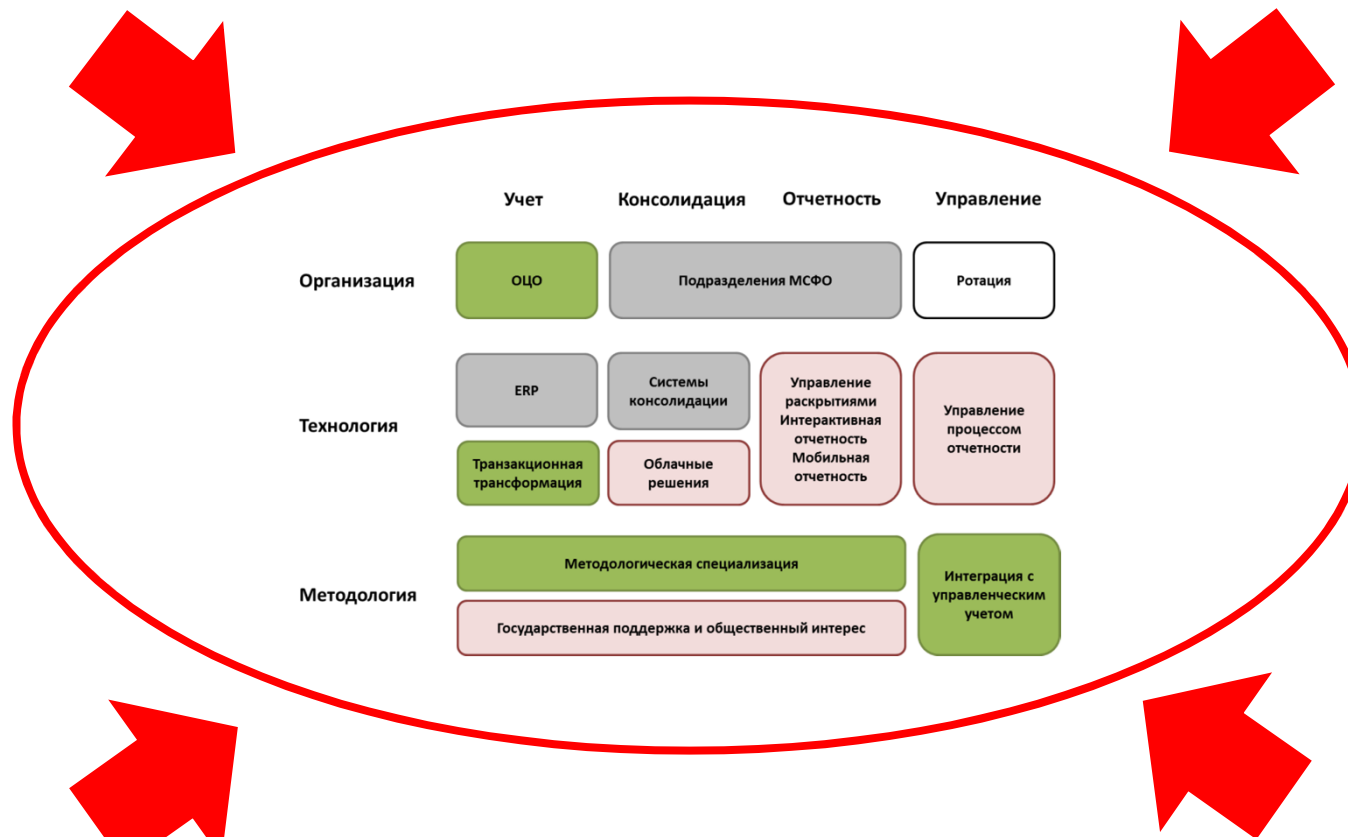 Учет Консолидация Отчетность Управление
Организация
ОЦО
Подразделения МСФО
Ротация
Технология
ERP
Системы
консолидации
Управление
раскрытиями
Интерактивная
отчетность
Мобильная
отчетность
Управление
процессом
отчетности
Транзакционная
трансформация
Облачные
решения
Методология
Методологическая специализация
Государственная поддержка и общественный интерес
Интеграция с
управленческим
учетом